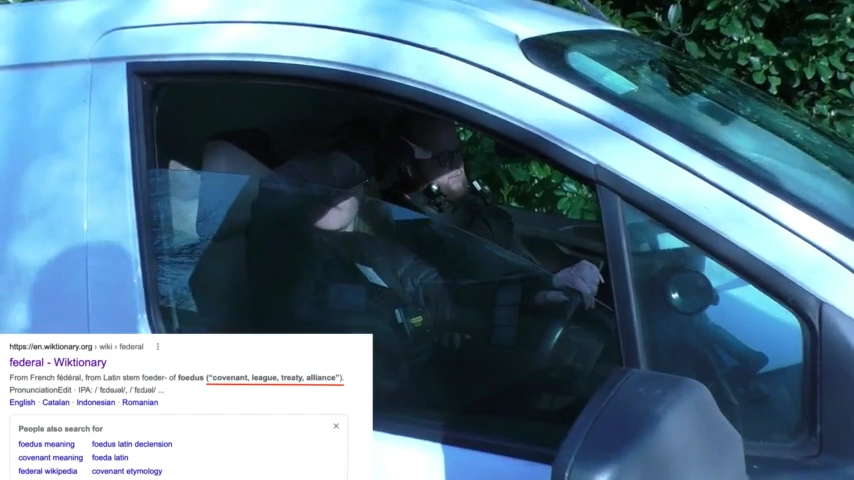 https://en.wiktionary.org › wiki › federal
federal - Wiktionary
From French fédéral, from Latin stem foeder- of foedus ("covenant, league, treaty, alliance").
PronunciationEdit · IPA: /ˈfɛdəɹəl/, /ˈfɛdɹəl/ ...
English · Catalan · Indonesian · Romanian
People also search for
foedus meaning foedus latin declension
covenant meaning foeda latin
federal wikipedia covenant etymology